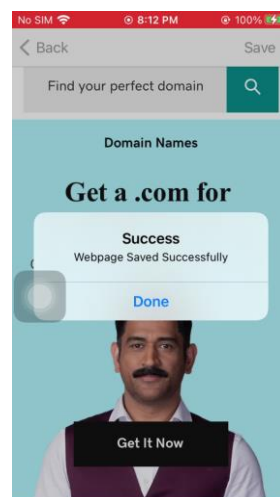 No SIM 8:12 PM 100%
Back Save
Find your perfect domain
Domain Names
Get a .com for
Success
Webpage Saved Successfully
Done
Get It Now